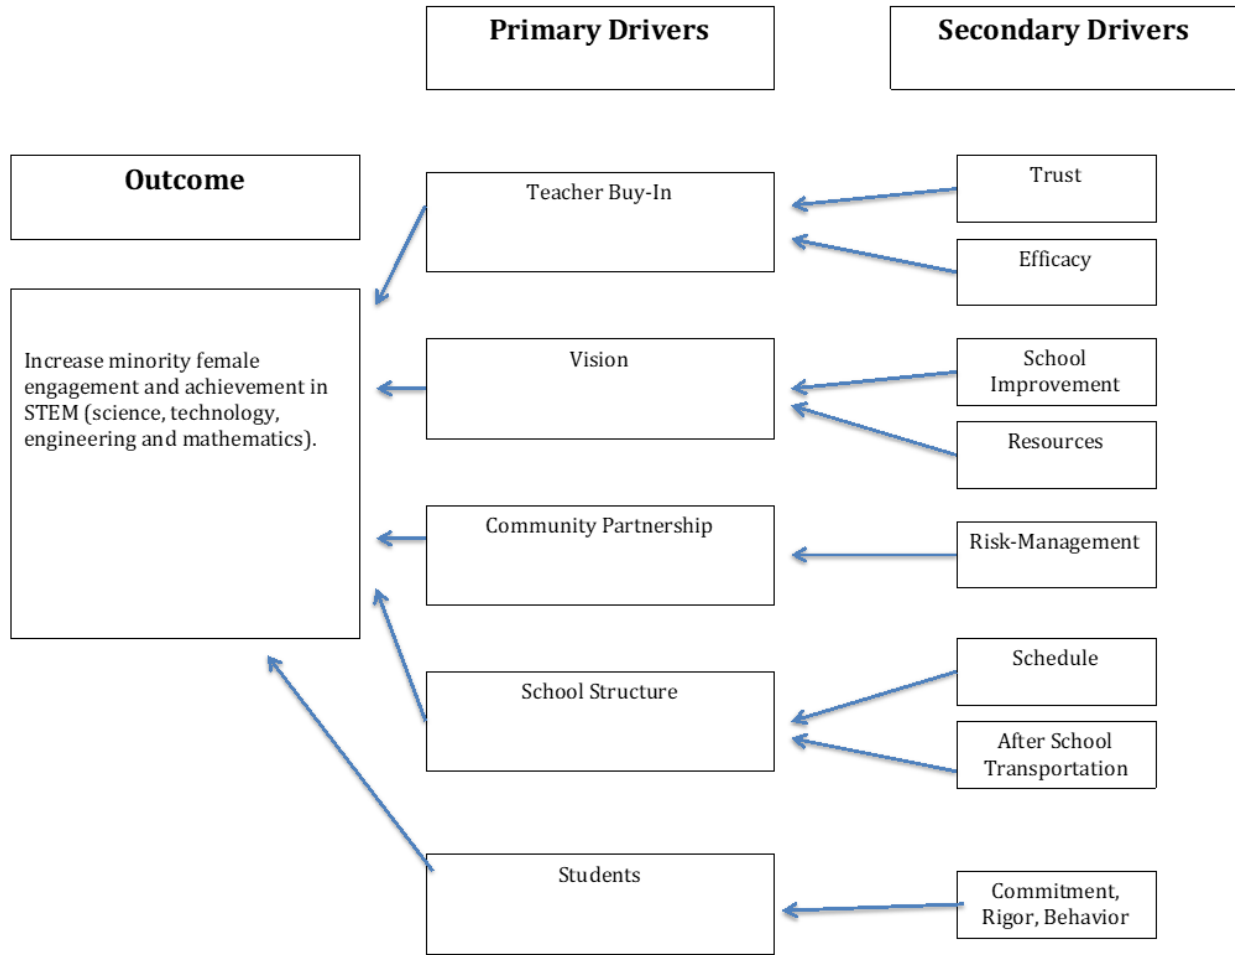 Primary Drivers
Secondary Drivers
Outcome
Increase minority female
engagement and achievement in
STEM (science, technology,
engineering and mathematics).
Teacher Buy-In
Trust
Efficacy
Vision
School
Improvement
Resources
Community Partnership
Risk-Management
School Structure
Schedule
After School
Transportation
Students
Commitment,
Rigor, Behavior